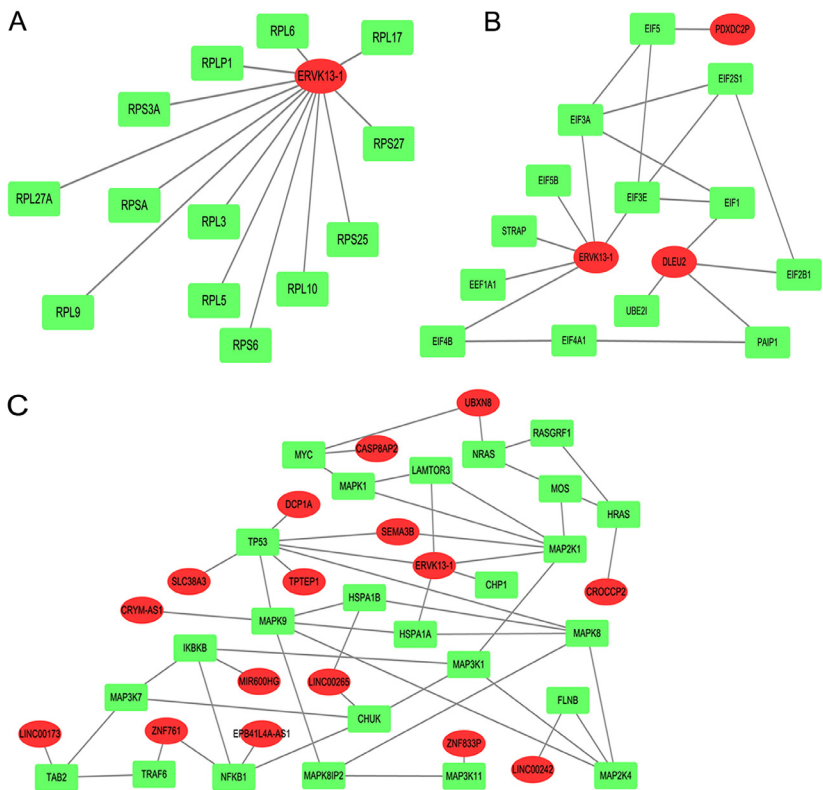 A
RPL6
RPL17
RPLP1
ERVK13-1
RPS3A
RPS27
RPL27A
RPSA
RPL3
RPS25
RPL10
RPL5
RPL9
RPS6
B
EIF5
PDXDC2P
EIF2S1
EIF3A
EIF5B
EIF3E
EIF1
STRAP
ERVK13-1
DLEU2
EEF1A1
EIF2B1
UBE2I
EIF4B
EIF4A1
PAIP1
C
UBXN8
RASGRF1
MYC
CASP8AP2
NRAS
LAMTOR3
MAPK1
MOS
DCP1A
HRAS
SEMA3B
TP53
MAP2K1
ERVK13-1
SLC38A3
TPTEP1
CHP1
CROCCP2
HSPA1B
CRYM-AS1
MAPK9
HSPA1A
MAPK8
IKBKB
MAP3K1
MIR600HG
LINC00265
MAP3K7
FLNB
CHUK
LINC00173
ZNF761
EPB41L4A-AS1
ZNF833P
TAB2
TRAF6
NFKB1
MAPK8IP2
MAP3K11
LINC00242
MAP2K4